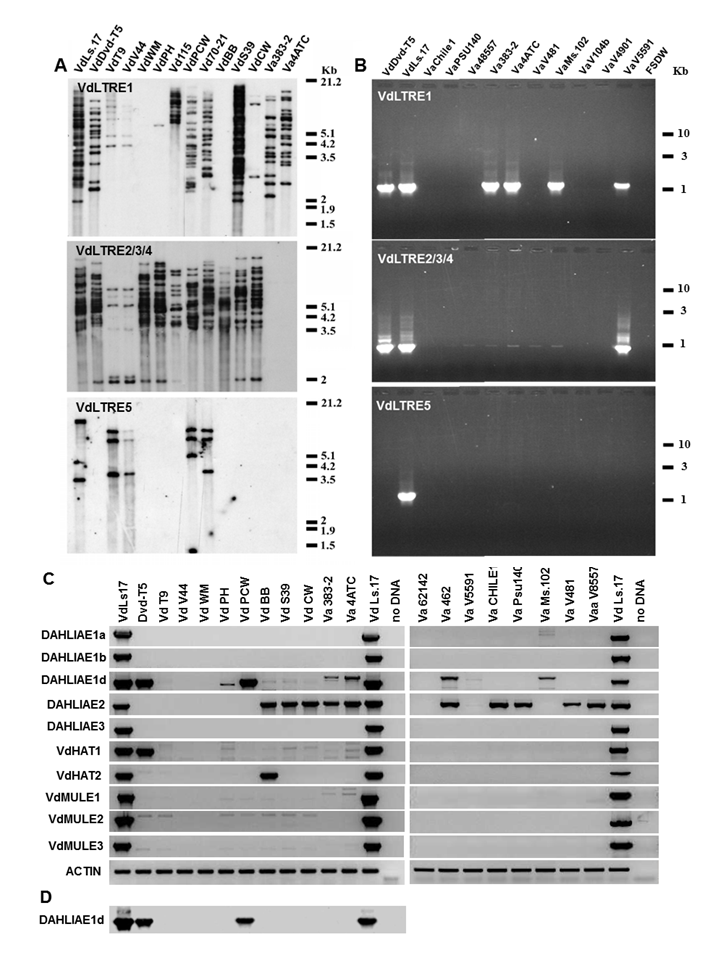 A
VdLs.17
VdDvd-T5
VdT9
VdV44
VdWM
VdPH
Vd115
VdPCW
Vd70-21
VdBB
VdS39
VdCW
Va383-2
Va4ATC
Kb
VdLTRE1
21.2
5.1
4.2
3.5
2
1.9
1.5
VdLTRE2/3/4
21.2
5.1
4.2
3.5
2
VdLTRE5
21.2
5.1
4.2
3.5
2
1.9
1.5
B
VdDvd-T5
VdLs.17
VaChile1
VaPSU140
Va48557
Va383-2
Va4ATC
VaV481
VaMs.102
VaV104b
VaV4901
VaV5591
FSDW
Kb
VdLTRE1
10
3
1
VdLTRE2/3/4
10
3
1
VdLTRE5
10
3
1
C
VdLs17
Dvd-T5
Vd T9
Vd V44
Vd WM
Vd PH
Vd PCW
Vd BB
Vd S39
Vd CW
Va 383-2
Va 4ATC
Vd Ls.17
no DNA
Va 62142
Va 462
Va V5591
Va CHILE1
Va Psu140
Va Ms.102
Va V481
Vaa V8557
Vd Ls.17
no DNA
DAHLIAE1a
DAHLIAE1b
DAHLIAE1d
DAHLIAE2
DAHLIAE3
VdHAT1
VdHAT2
VdMULE1
VdMULE2
VdMULE3
ACTIN
D
DAHLIAE1d